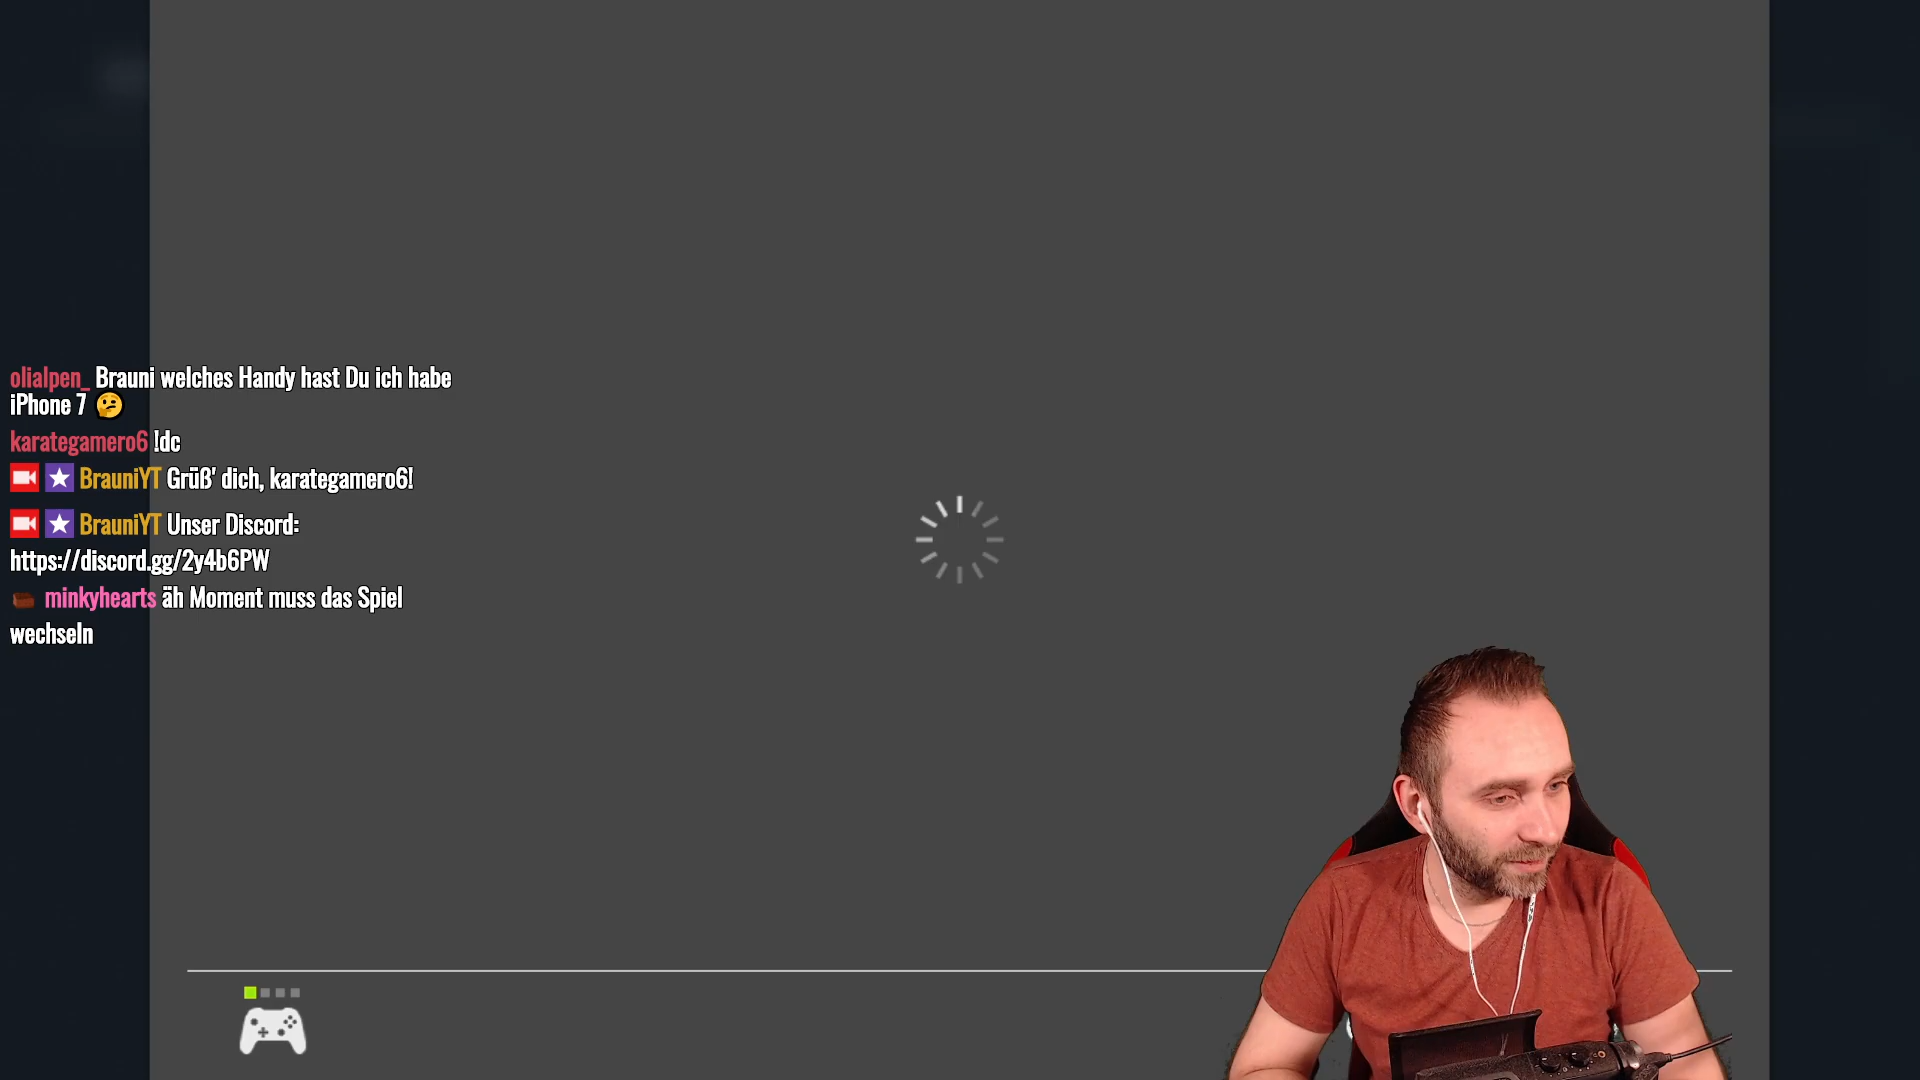 olialpen_ Brauni welches Handy hast Du ich habe
iPhone 7 🤔
karategamero6 !dc
BrauniYT Grüß' dich, karategamero6!
BrauniYT Unser Discord:
https://discord.gg/2y4b6PW
minkyhearts äh Moment muss das Spiel
wechseln